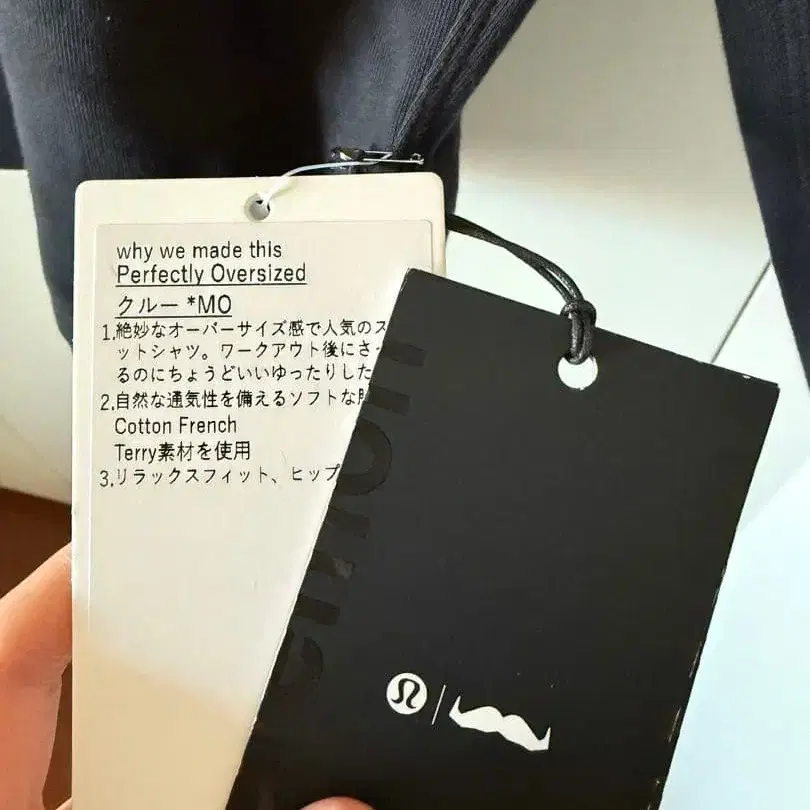 why we made this
Perfectly Oversized
クルー *MO
1.絶妙なオーバーサイズ感で人気のス
ットシャツ。ワークアウト後にさっ
るのにちょうどいいゆったりした
2.自然な通気性を備えるソフトな肌
Cotton French
Terry素材を使用
3.リラックスフィット、ヒップ